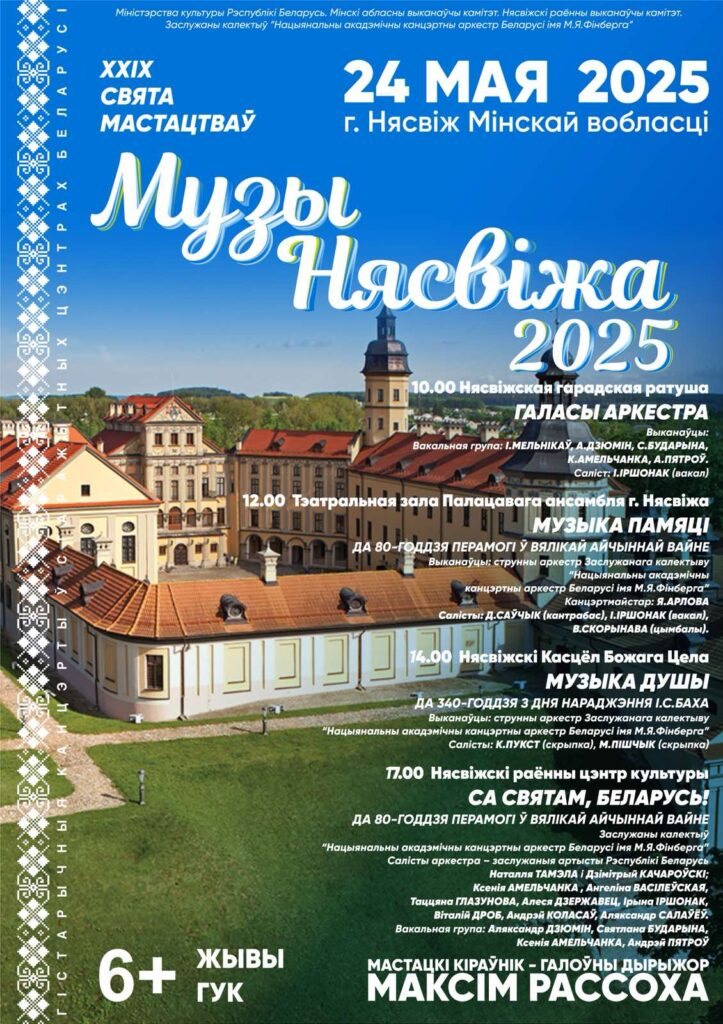 Міністэрства культуры Рэспублікі Беларусь. Мінскі абласны выканаўчы камітэт. Нясвіжскі раённы выканаўчы камітэт.
Заслужаны калектыў "Нацыянальны акадэмічны канцэртны аркестр Беларусі імя М.Я.Фінберга"
XXIX
СВЯТА
МАСТАЦТВАЎ
24 МАЯ 2025
г. Нясвіж Мінскай вобласці
Музы
Нясвіжа
2025
10.00 Нясвіжская гарадская ратуша
ГАЛАСЫ АРКЕСТРА
Выканаўцы:
Вакальная група: І.МЕЛЬНІКАЎ, А.ДЗЮМІН, С.БУДАРЫНА,
К.АМЕЛЬЧАНКА, А.ПЯТРОЎ.
Саліст: І.ІРШОНАК (вакал)
12.00 Тэатральная зала Палацавага ансамбля г. Нясвіжа
МУЗЫКА ПАМЯЦІ
ДА 80-ГОДДЗЯ ПЕРАМОГІ Ў ВЯЛІКАЙ АЙЧЫННАЙ ВАЙНЕ
Выканаўцы: струнны аркестр Заслужанага калектыву
"Нацыянальны акадэмічны
канцэртны аркестр Беларусі імя М.Я.Фінберга"
Канцэртмайстар: Я.АРЛОВА
Салісты: Д.САЎЧЫК (кантрабас), І.ІРШОНАК (вакал),
В.СКОРЫНАВА (цымбалы).
14.00 Нясвіжскі Касцёл Божага Цела
МУЗЫКА ДУШЫ
ДА 340-ГОДДЗЯ З ДНЯ НАРАДЖЭННЯ І.С.БАХА
Выканаўцы: струнны аркестр Заслужанага калектыву
"Нацыянальны акадэмічны канцэртны аркестр Беларусі імя М.Я.Фінберга"
Салісты: К.ПУКСТ (скрыпка), М.ПІШЧЫК (скрыпка)
17.00 Нясвіжскі раённы цэнтр культуры
СА СВЯТАМ, БЕЛАРУСЬ!
ДА 80-ГОДДЗЯ ПЕРАМОГІ Ў ВЯЛІКАЙ АЙЧЫННАЙ ВАЙНЕ
Заслужаны калектыў
"Нацыянальны акадэмічны канцэртны аркестр Беларусі імя М.Я.Фінберга"
Салісты аркестра – заслужаныя артысты Рэспублікі Беларусь
Наталля ТАМЭЛА і Дзімітрый КАЧАРОЎСКІ;
Ксенія АМЕЛЬЧАНКА , Ангеліна ВАСІЛЕЎСКАЯ,
Таццяна ГЛАЗУНОВА, Алеся ДЗЕРЖАВЕЦ, Ірына ІРШОНАК,
Віталій ДРОБ, Андрэй КОЛАСАЎ, Аляксандр САЛАЎЁЎ.
Вакальная група: Аляксандр ДЗЮМІН, Святлана БУДАРЫНА,
Ксенія АМЕЛЬЧАНКА, Андрэй ПЯТРОЎ
МАСТАЦКІ КІРАЎНІК - ГАЛОЎНЫ ДЫРЫЖОР
МАКСІМ РАССОХА
6+
ЖЫВЫ
ГУК
ГІСТАРЫЧНЫЯ КАНЦЭРТЫ Ў СТАРАЖЫТНЫХ ЦЭНТРАХ БЕЛАРУСІ